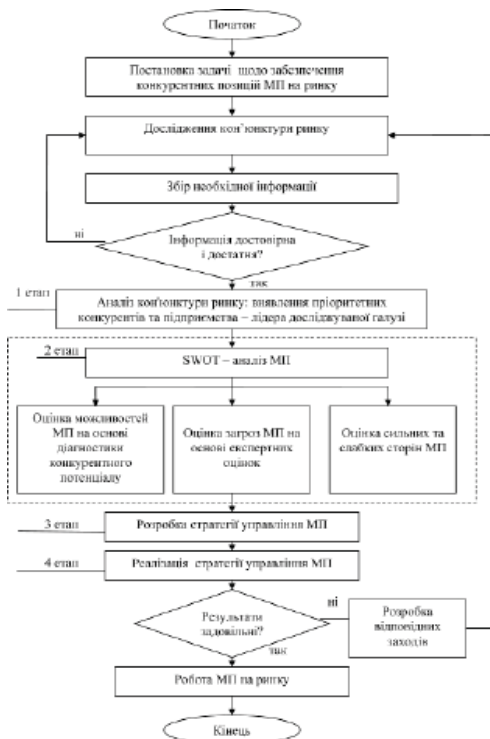 Початок
Постановка задачі щодо забезпечення
конкурентних позицій МП на ринку
Дослідження кон`юнктури ринку
Збір необхідної інформації
ні
Інформація достовірна
і достатня?
так
1 етап
Аналіз кон'юнктури ринку: виявлення пріоритетних
конкурентів та підприємства – лідера досліджуваної галузі
2 етап
SWOT – аналіз МП
Оцінка можливостей
МП на основі
діагностики
конкурентного
потенціалу
Оцінка загроз МП на
основі експертних
оцінок
Оцінка сильних та
слабких сторін МП
3 етап
Розробка стратегії управління МП
4 етап
Реалізація стратегії управління МП
Результати
задовільні?
ні
Розробка
відповідних
заходів
так
Робота МП на ринку
Кінець